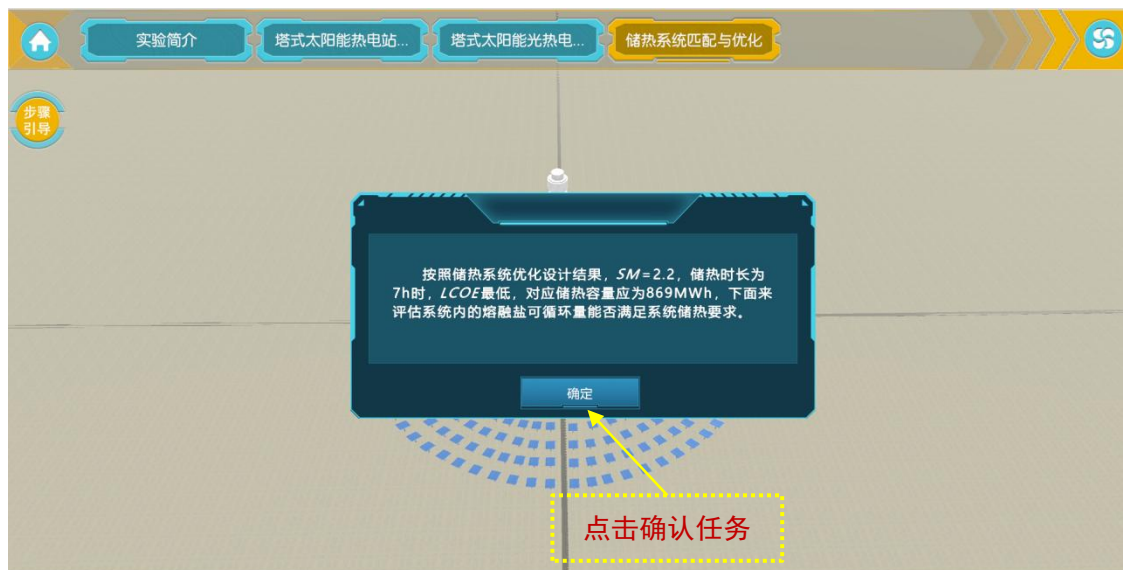 实验简介
塔式太阳能热电站...
塔式太阳能光热电...
储热系统匹配与优化
步骤
引导
按照储热系统优化设计结果，SM=2.2，储热时长为
7h时，LCOE最低，对应储热容量应为869MWh，下面来
评估系统内的熔融盐可循环量能否满足系统储热要求。
确定
点击确认任务